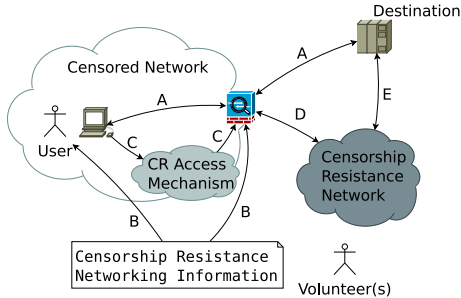 Destination
Censored Network
A
A
E
D
User
C
C
CR Access
Mechanism
Censorship
Resistance
Network
B
B
Censorship Resistance
Networking Information
Volunteer(s)